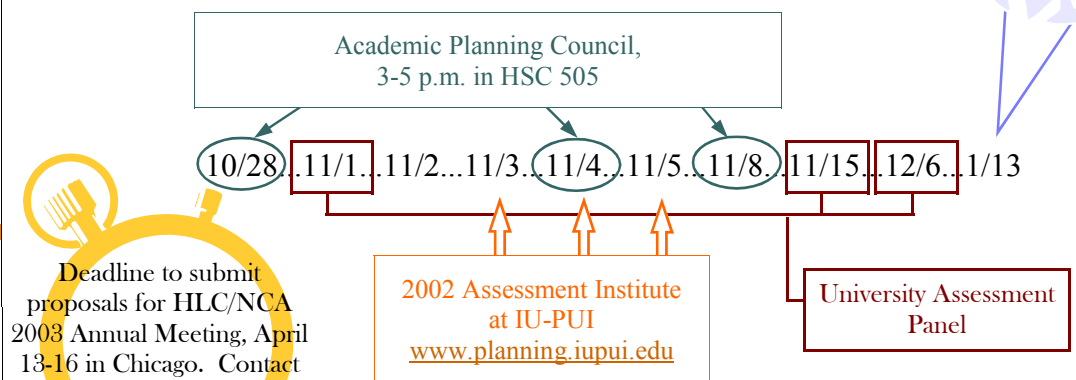 Academic Planning Council,
3-5 p.m. in HSC 505
10/28...11/1...11/2...11/3...11/4...11/5...11/8...11/15...12/6...1/13
Deadline to submit
proposals for HLC/NCA
2003 Annual Meeting, April
13-16 in Chicago.  Contact
2002 Assessment Institute
at IU-PUI
www.planning.iupui.edu
University Assessment
Panel